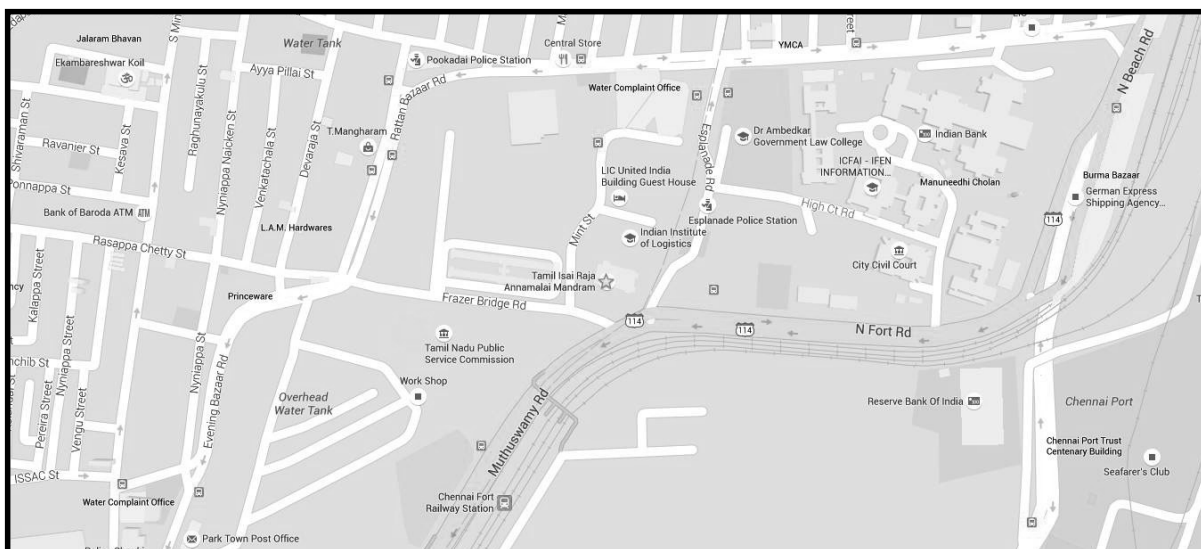 Jalaram Bhavan
Ekambareshwar Koil
S Mint
Water Tank
Ayya Pillai St
Pookadai Police Station
Central Store
YMCA
Street
N Beach Rd
Rattan Bazaar Rd
Water Complaint Office
Shivaraman St
Ravanier St
Kesava St
Raghunayakulu St
Nyniappa Naicken St
Venkatachala St
Devaraja St
T.Mangharam
Esplanade Rd
Dr Ambedkar
Government Law College
Indian Bank
ICFAI - IFEN
INFORMATION...
LIC United India
Building Guest House
Manuneedhi Cholan
Burma Bazaar
German Express
Shipping Agency...
Ponnappa St
Bank of Baroda ATM
ATM
L.A.M. Hardwares
Mint St
Esplanade Police Station
High Ct Rd
114
Indian Institute
of Logistics
City Civil Court
Rasappa Chetty St
Tamil Isai Raja
Annamalai Mandram
Princeware
Frazer Bridge Rd
114
114
N Fort Rd
Kalappa Street
Nyniappa Street
Tamil Nadu Public
Service Commission
nchib St
Nyniappa St
Evening Bazaar Rd
Work Shop
Overhead
Water Tank
Reserve Bank Of India
Chennai Port
Pereira Street
Vengu Street
Muthuswamy Rd
Chennai Port Trust
Centenary Building
Seafarer's Club
ISSAC St
Water Complaint Office
Chennai Fort
Railway Station
Park Town Post Office